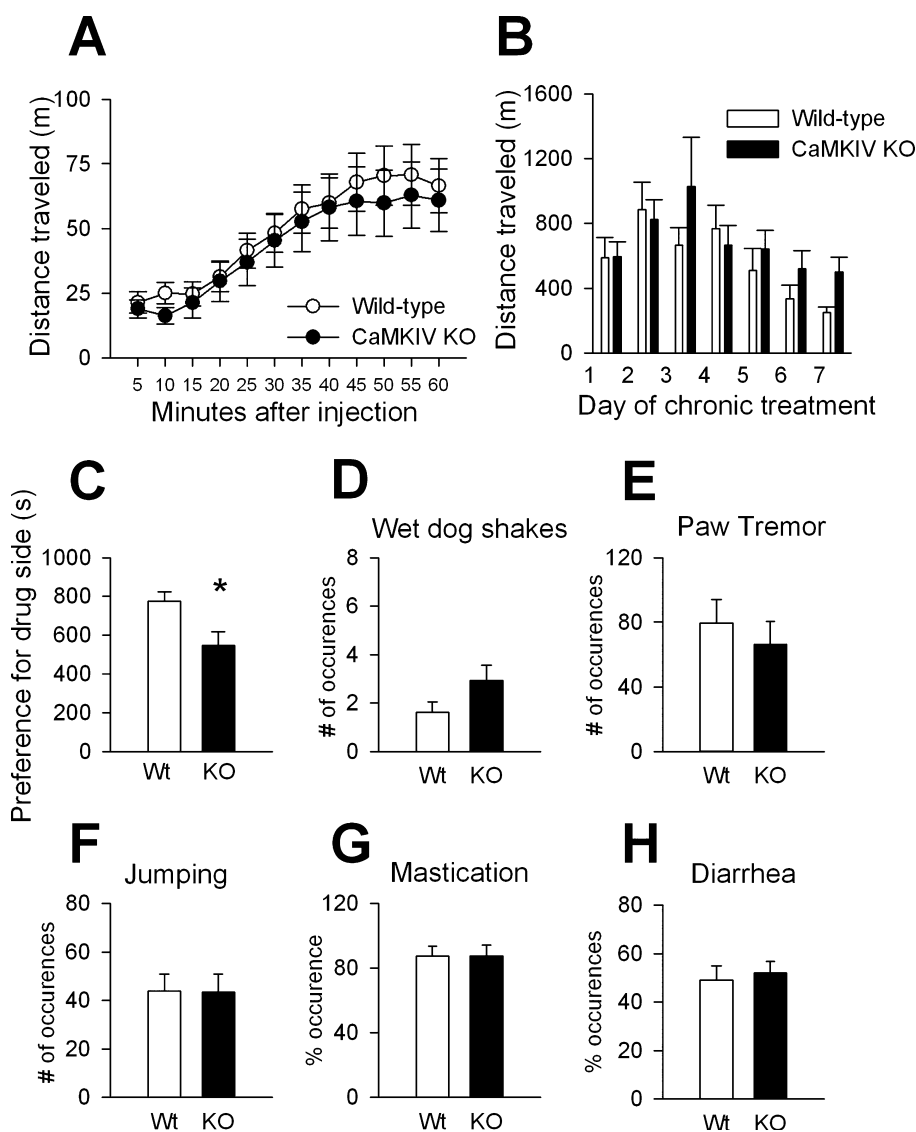 A
Distance traveled (m)
100
75
50
25
0
Wild-type
CaMKIV KO
5 10 15 20 25 30 35 40 45 50 55 60
Minutes after injection
B
Distance traveled (m)
1600
1200
800
400
0
Wild-type
CaMKIV KO
1 2 3 4 5 6 7
Day of chronic treatment
C
Preference for drug side (s)
1000
800
600
400
200
0
*
Wt KO
D
Wet dog shakes
# of occurences
8
6
4
2
0
Wt KO
E
Paw Tremor
# of occurences
120
80
40
0
Wt KO
F
Jumping
# of occurences
80
60
40
20
0
Wt KO
G
Mastication
% occurence
120
80
40
0
Wt KO
H
Diarrhea
% occurences
80
60
40
20
0
Wt KO